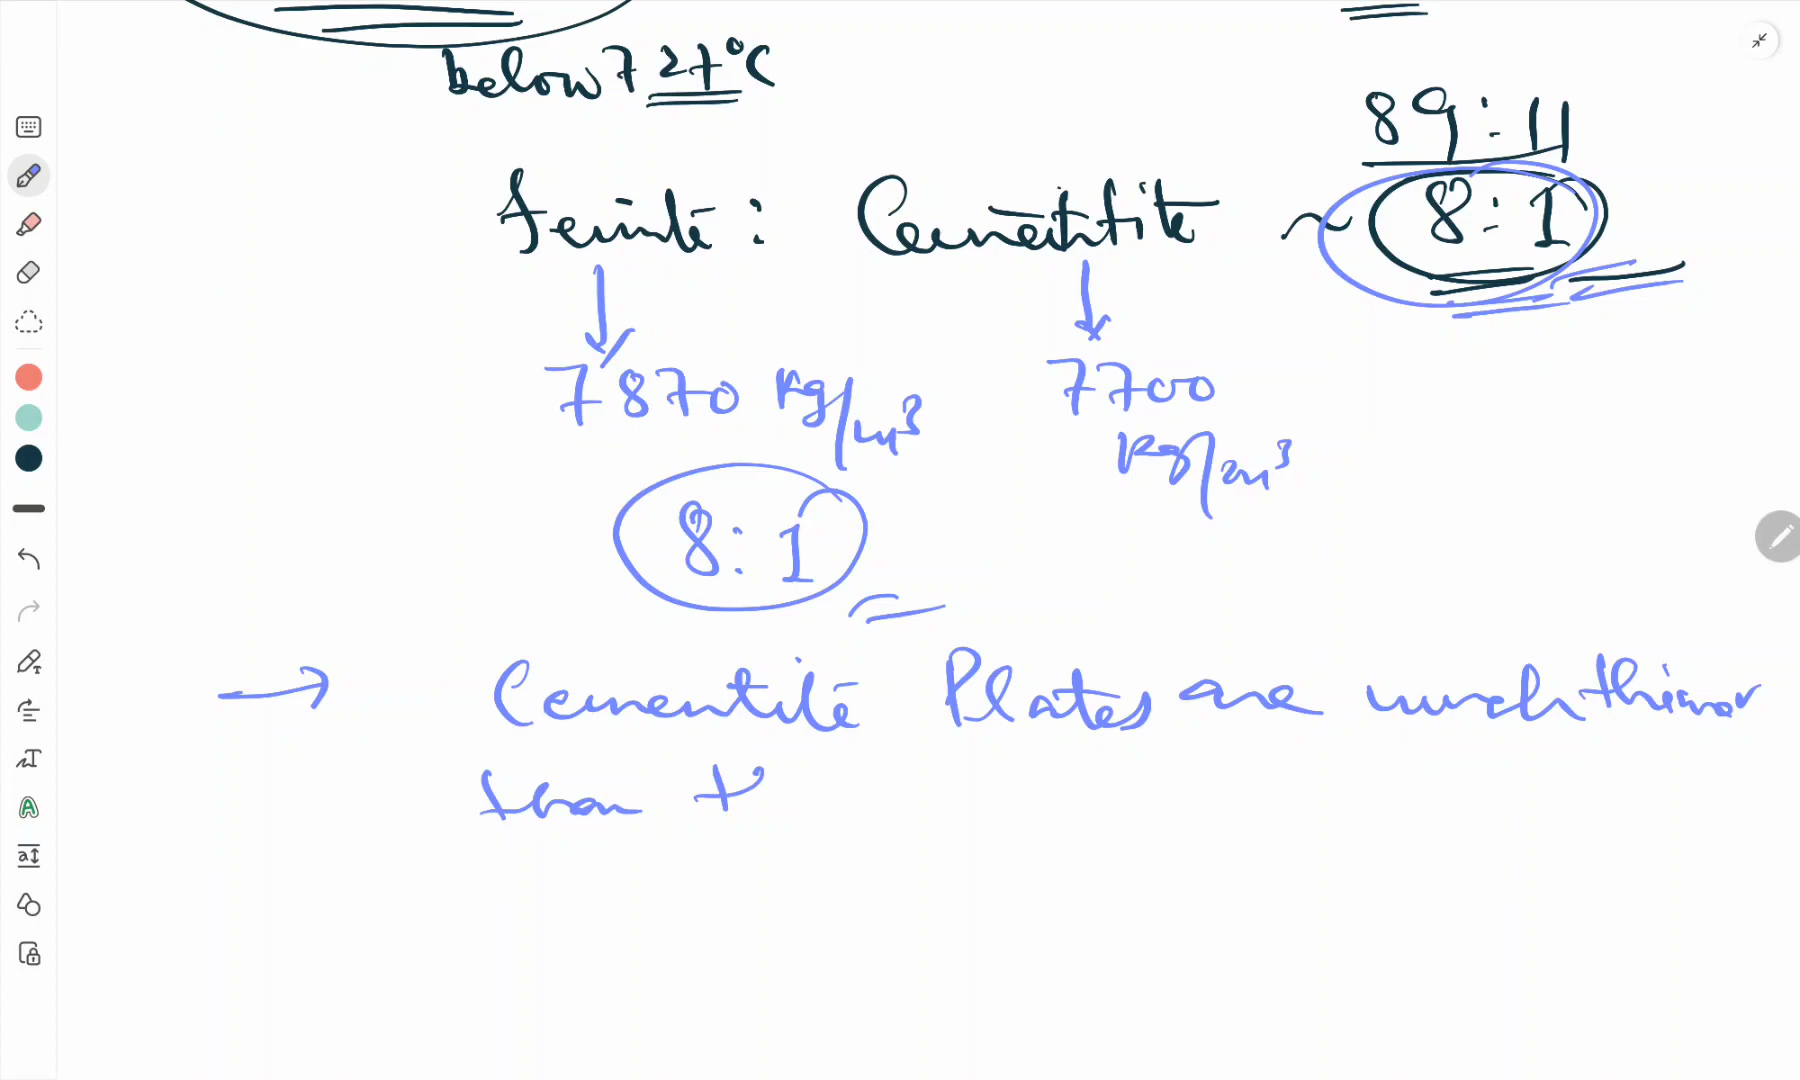 below 727°C
89:11
ferrite: Cementite ~ 8:1
7870 kg/m³ 7700 kg/m³
8:1
→ Cementite Plates are much thinner
than t